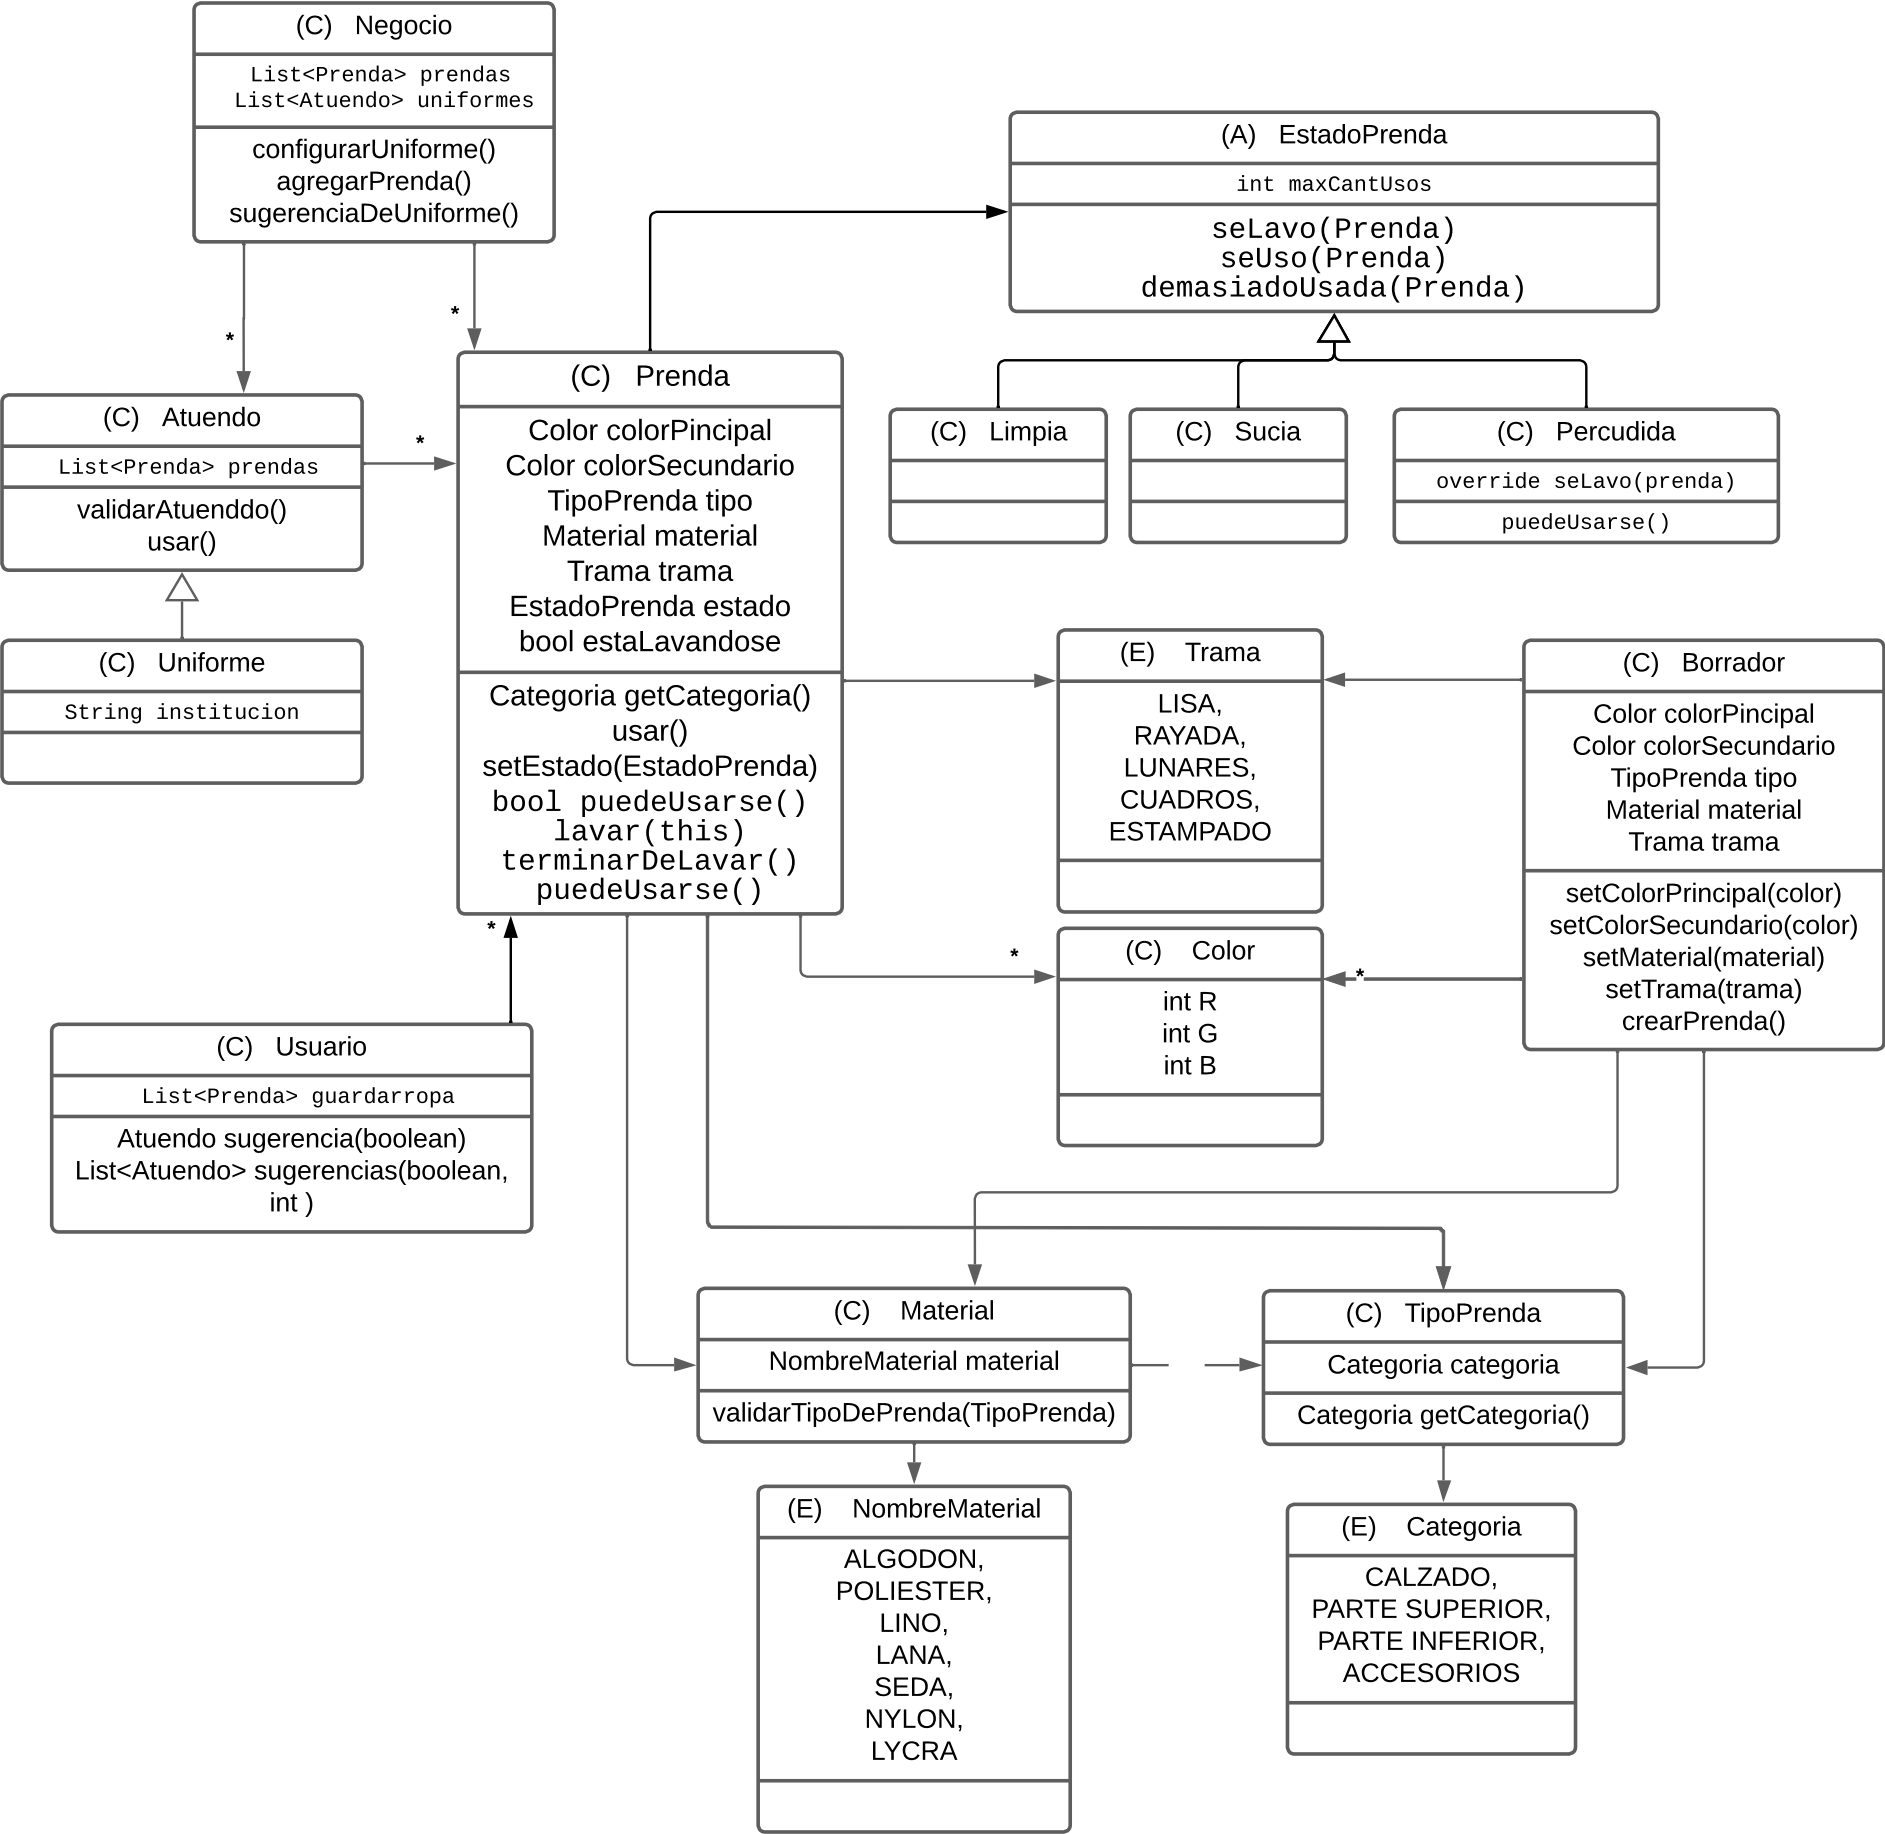 (C) Negocio
List<Prenda> prendas
List<Atuendo> uniformes
configurarUniforme()
agregarPrenda()
sugerenciaDeUniforme()
*
*
(A) EstadoPrenda
int maxCantUsos
seLavo(Prenda)
seUso(Prenda)
demasiadoUsada(Prenda)
(C) Atuendo
List<Prenda> prendas
validarAtuenddo()
usar()
*
(C) Prenda
Color colorPincipal
Color colorSecundario
TipoPrenda tipo
Material material
Trama trama
EstadoPrenda estado
bool estaLavandose
Categoria getCategoria()
usar()
setEstado(EstadoPrenda)
bool puedeUsarse()
lavar(this)
terminarDeLavar()
puedeUsarse()
(C) Limpia
(C) Sucia
(C) Percudida
override seLavo(prenda)
puedeUsarse()
(C) Uniforme
String institucion
(E) Trama
LISA,
RAYADA,
LUNARES,
CUADROS,
ESTAMPADO
(C) Borrador
Color colorPincipal
Color colorSecundario
TipoPrenda tipo
Material material
Trama trama
setColorPrincipal(color)
setColorSecundario(color)
setMaterial(material)
setTrama(trama)
crearPrenda()
*
*
(C) Color
int R
int G
int B
*
(C) Usuario
List<Prenda> guardarropa
Atuendo sugerencia(boolean)
List<Atuendo> sugerencias(boolean,
int )
(C) Material
NombreMaterial material
validarTipoDePrenda(TipoPrenda)
(C) TipoPrenda
Categoria categoria
Categoria getCategoria()
(E) NombreMaterial
ALGODON,
POLIESTER,
LINO,
LANA,
SEDA,
NYLON,
LYCRA
(E) Categoria
CALZADO,
PARTE SUPERIOR,
PARTE INFERIOR,
ACCESORIOS